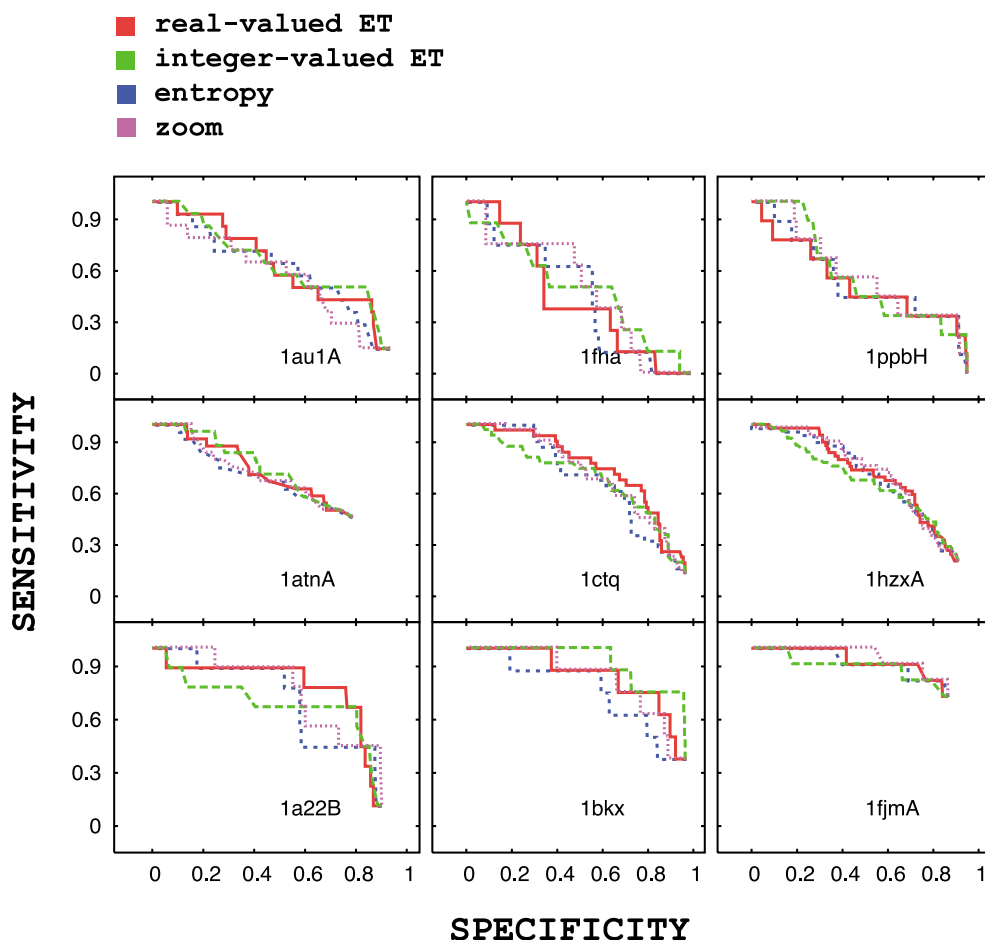 real-valued ET
integer-valued ET
entropy
zoom
0.9
0.6
0.3
0
1au1A
1fha
1ppbH
0.9
0.6
0.3
0
1atnA
1ctq
1hzxA
0.9
0.6
0.3
0
1a22B
1bkx
1fjmA
0 0.2 0.4 0.6 0.8 1
0 0.2 0.4 0.6 0.8 1
0 0.2 0.4 0.6 0.8 1
SENSITIVITY
SPECIFICITY